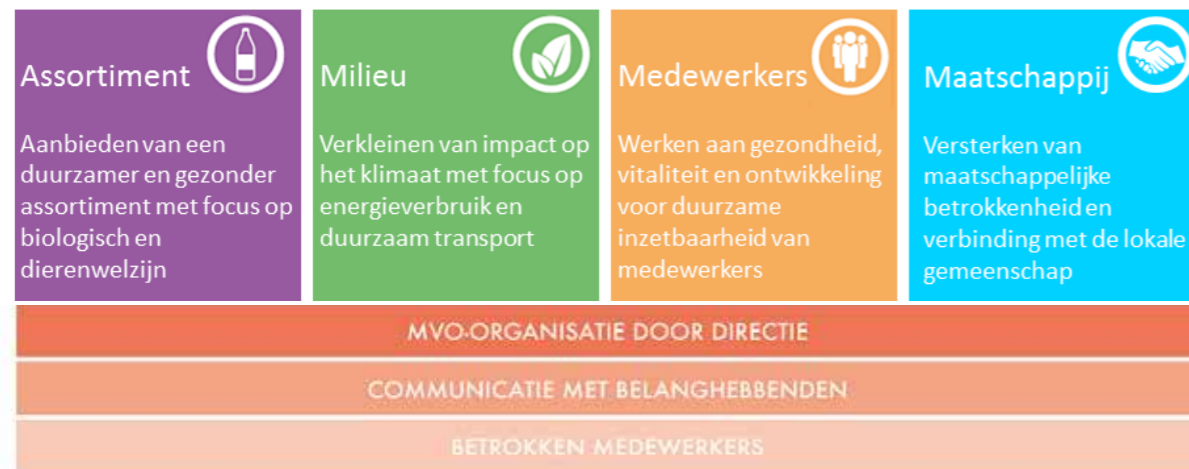 Assortiment
Aanbieden van een
duurzamer en gezonder
assortiment met focus op
biologisch en
dierenwelzijn
Milieu
Verkleinen van impact op
het klimaat met focus op
energieverbruik en
duurzaam transport
Medewerkers
Werken aan gezondheid,
vitaliteit en ontwikkeling
voor duurzame
inzetbaarheid van
medewerkers
Maatschappij
Versterken van
maatschappelijke
betrokkenheid en
verbinding met de lokale
gemeenschap
MVO-ORGANISATIE DOOR DIRECTIE
COMMUNICATIE MET BELANGHEBBENDEN
BETROKKEN MEDEWERKERS